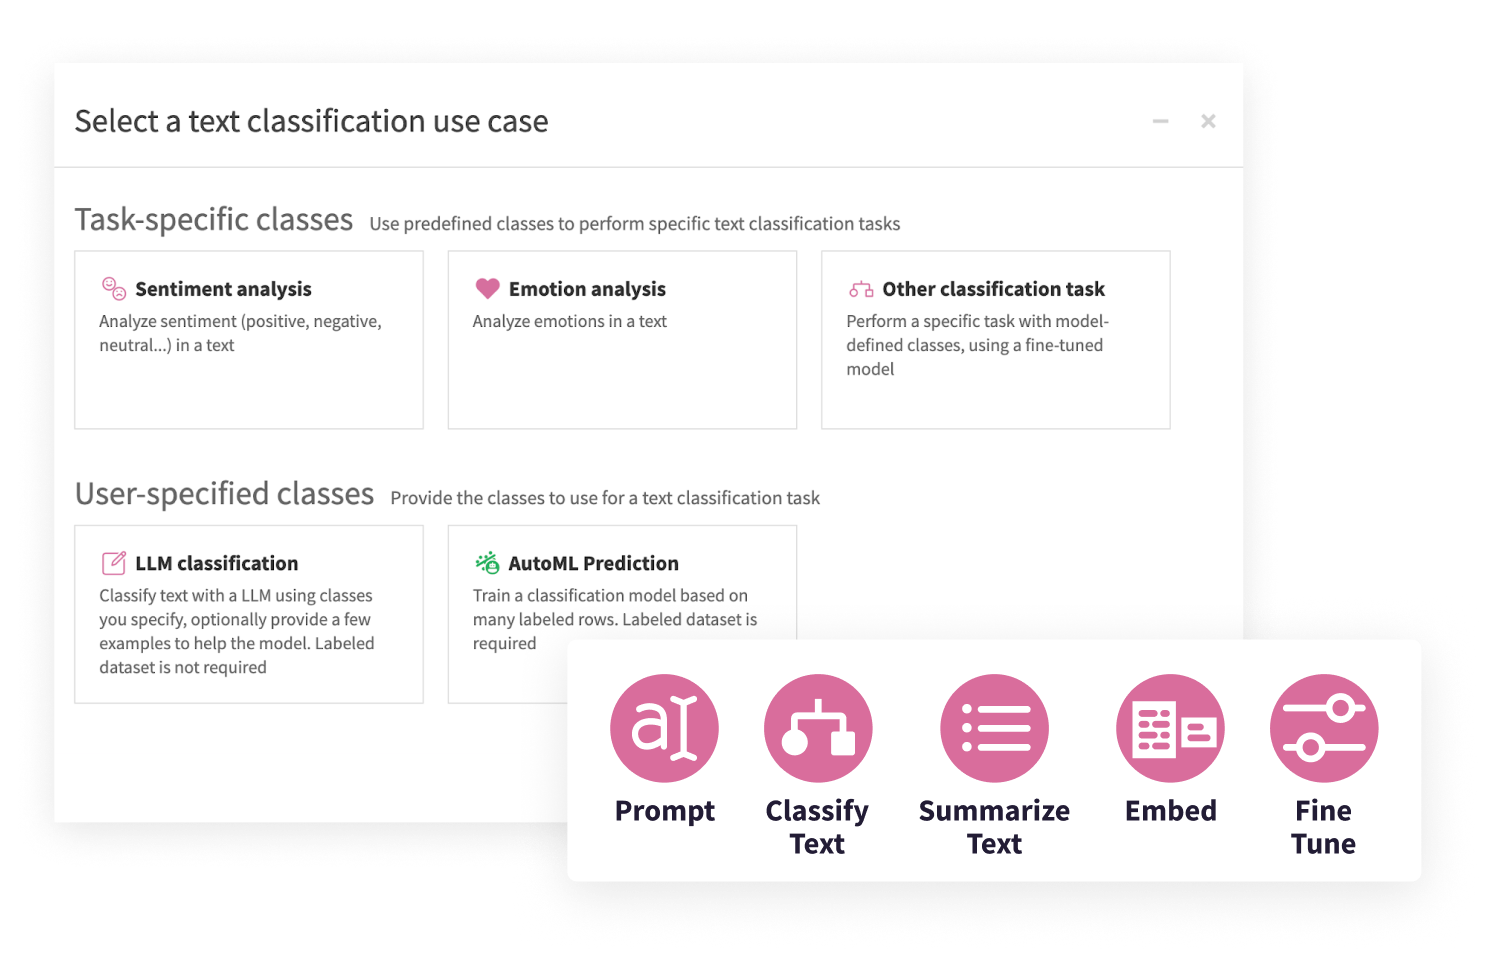 Select a text classification use case
Task-specific classes Use predefined classes to perform specific text classification tasks
Sentiment analysis
Analyze sentiment (positive, negative,
neutral...) in a text
Emotion analysis
Analyze emotions in a text
Other classification task
Perform a specific task with model-
defined classes, using a fine-tuned
model
User-specified classes Provide the classes to use for a text classification task
LLM classification
Classify text with a LLM using classes
you specify, optionally provide a few
examples to help the model. Labeled
dataset is not required
AutoML Prediction
Train a classification model based on
many labeled rows. Labeled dataset is
required
aI
Prompt
Classify
Text
Summarize
Text
Embed
Fine
Tune